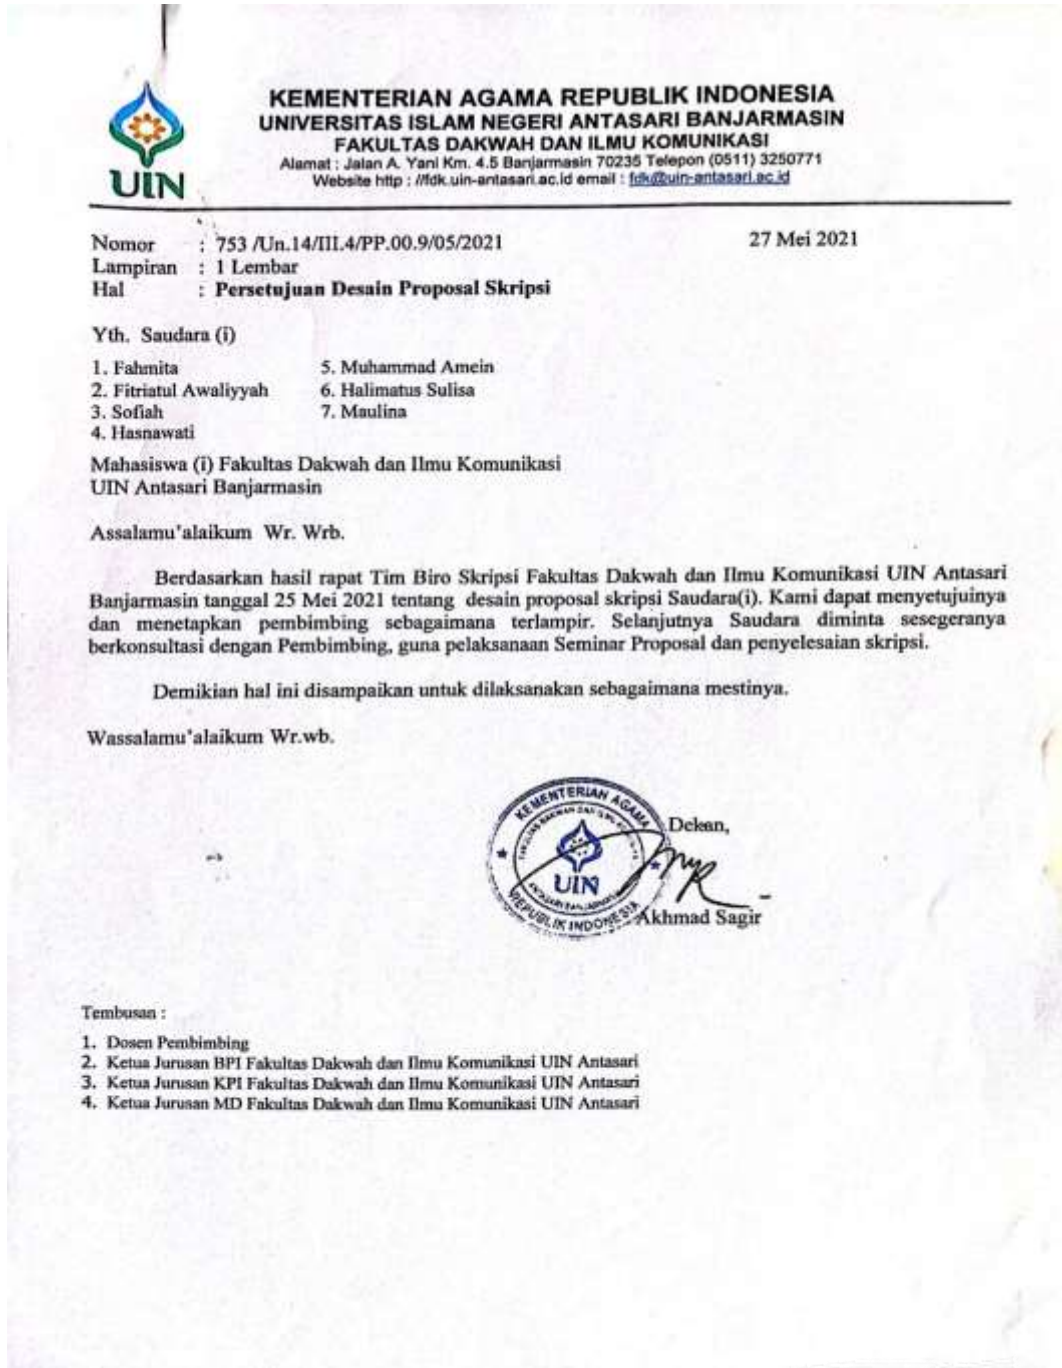 KEMENTERIAN AGAMA REPUBLIK INDONESIA
UNIVERSITAS ISLAM NEGERI ANTASARI BANJARMASIN
FAKULTAS DAKWAH DAN ILMU KOMUNIKASI
Alamat : Jalan A. Yani Km. 4.5 Banjarmasin 70235 Telepon (0511) 3250771
Website http : //fdk.uin-antasari.ac.id email : fdk@uin-antasari.ac.id
UIN
Nomor : 753 /Un.14/III.4/PP.00.9/05/2021 27 Mei 2021
Lampiran : 1 Lembar
Hal : Persetujuan Desain Proposal Skripsi
Yth. Saudara (i)
1. Fahmita 5. Muhammad Amein
2. Fitriatul Awaliyyah 6. Halimatus Sulisa
3. Sofiah 7. Maulina
4. Hasnawati
Mahasiswa (i) Fakultas Dakwah dan Ilmu Komunikasi
UIN Antasari Banjarmasin
Assalamu'alaikum Wr. Wrb.
Berdasarkan hasil rapat Tim Biro Skripsi Fakultas Dakwah dan Ilmu Komunikasi UIN Antasari
Banjarmasin tanggal 25 Mei 2021 tentang desain proposal skripsi Saudara(i). Kami dapat menyetujuinya
dan menetapkan pembimbing sebagaimana terlampir. Selanjutnya Saudara diminta sesegeranya
berkonsultasi dengan Pembimbing, guna pelaksanaan Seminar Proposal dan penyelesaian skripsi.
Demikian hal ini disampaikan untuk dilaksanakan sebagaimana mestinya.
Wassalamu'alaikum Wr.wb.
KEMENTERIAN AGAMA
UIN
REPUBLIK INDONESIA
Dekan,
Akhmad Sagir
Tembusan :
1. Dosen Pembimbing
2. Ketua Jurusan BPI Fakultas Dakwah dan Ilmu Komunikasi UIN Antasari
3. Ketua Jurusan KPI Fakultas Dakwah dan Ilmu Komunikasi UIN Antasari
4. Ketua Jurusan MD Fakultas Dakwah dan Ilmu Komunikasi UIN Antasari